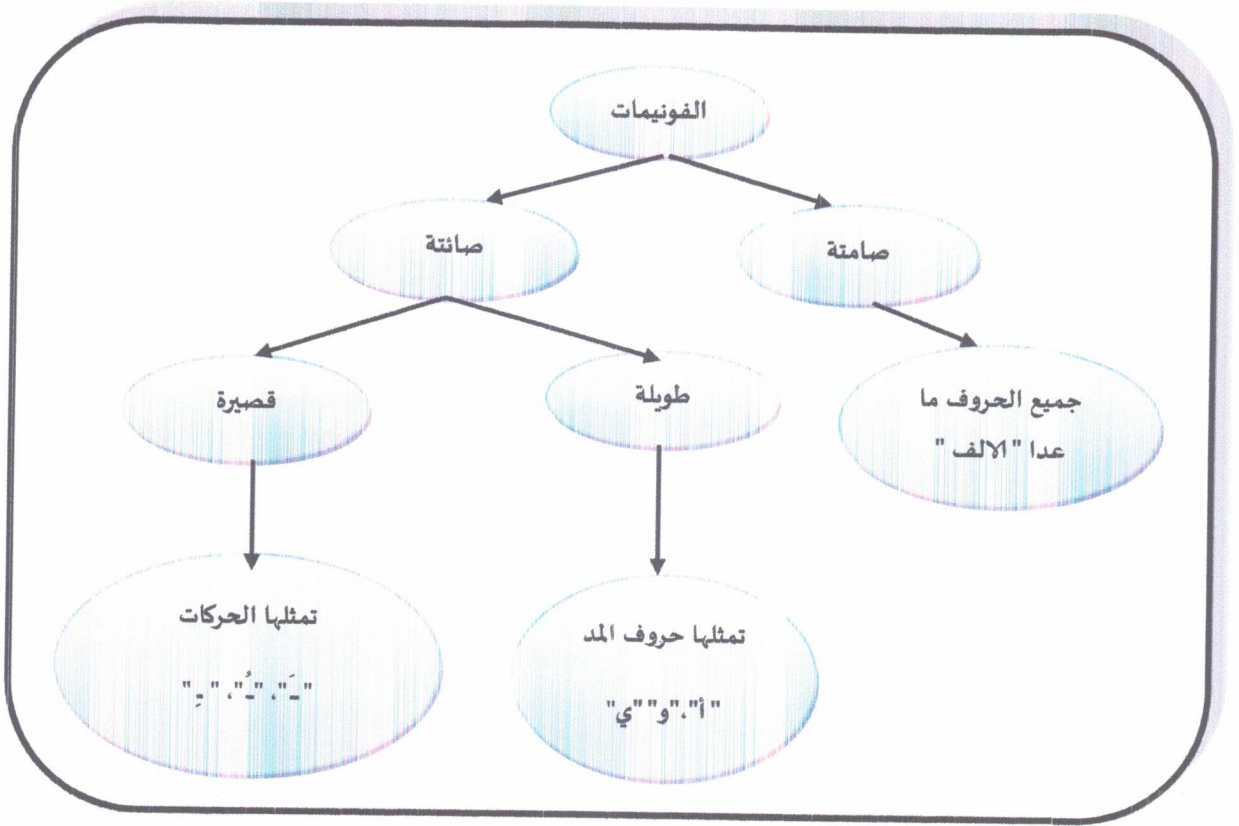 الفونيمات
صامتة
صائتة
جميع الحروف ما
عدا " الالف "
طويلة
قصيرة
تمثلها حروف المد
" أ"،"و" "ي"
تمثلها الحركات
" ـَ"، "ـُ"، " ـِ "